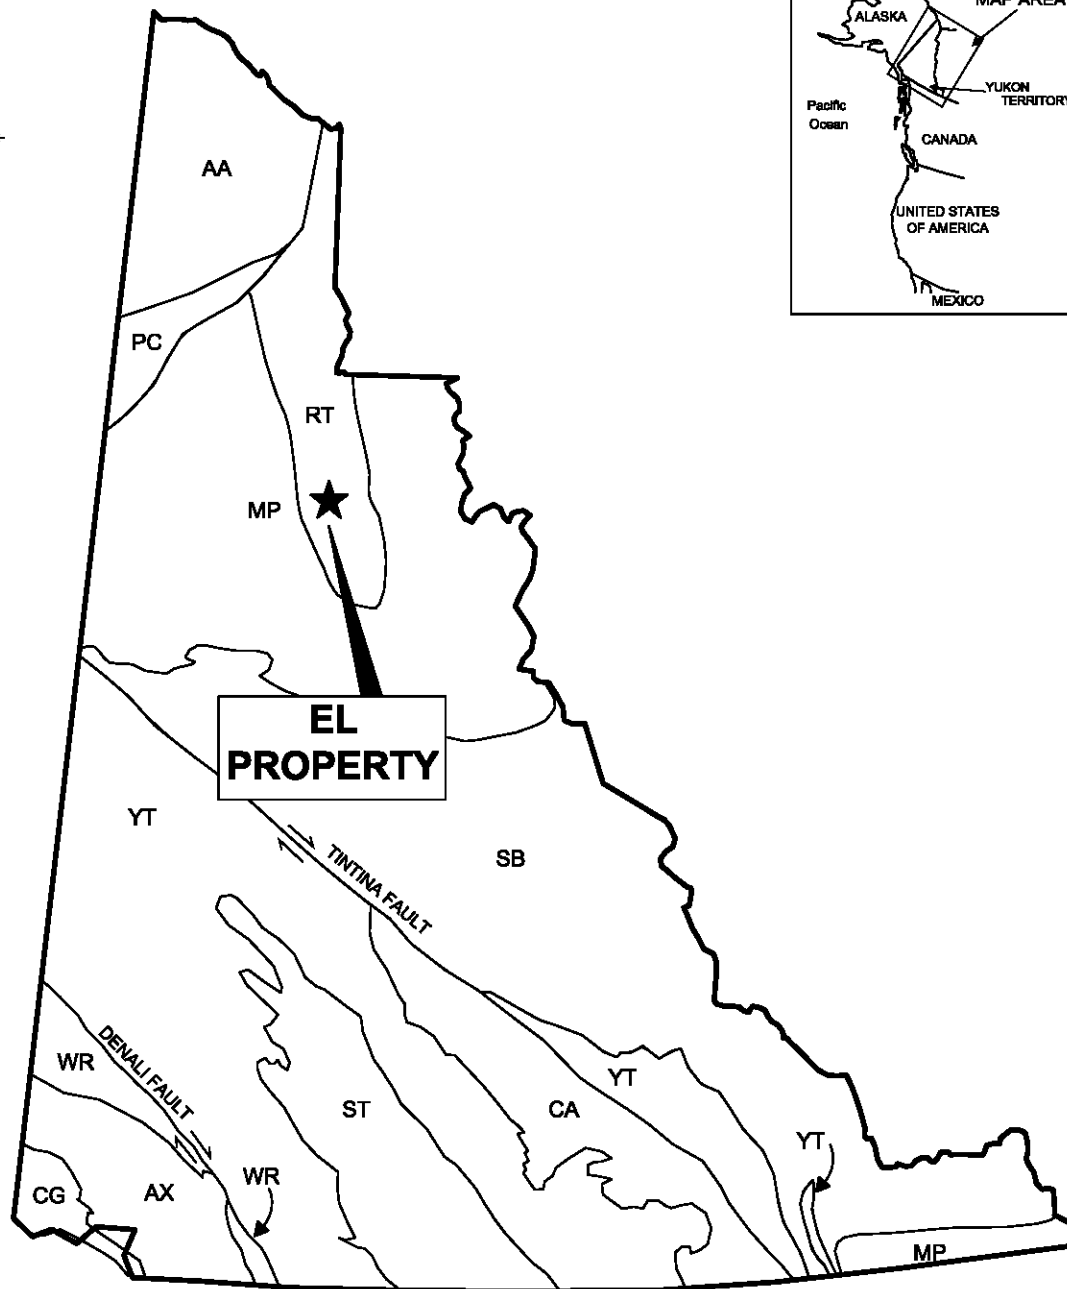 MAP AREA
ALASKA
YUKON
TERRITORY
Pacific
Ocean
CANADA
UNITED STATES
OF AMERICA
MEXICO
AA
PC
RT
MP
EL
PROPERTY
YT
SB
TINTINA FAULT
DENALI FAULT
WR
YT
ST
CA
YT
WR
CG
AX
MP